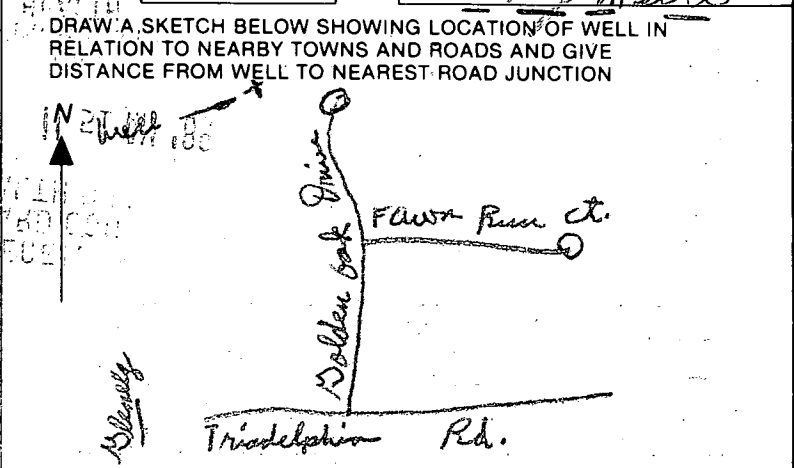 DRAW A SKETCH BELOW SHOWING LOCATION OF WELL IN
RELATION TO NEARBY TOWNS AND ROADS AND GIVE
DISTANCE FROM WELL TO NEAREST ROAD JUNCTION
N
Well
x
Golden Oak Drive
Fawn Run Ct.
Glenelg
Triadelphia Rd.